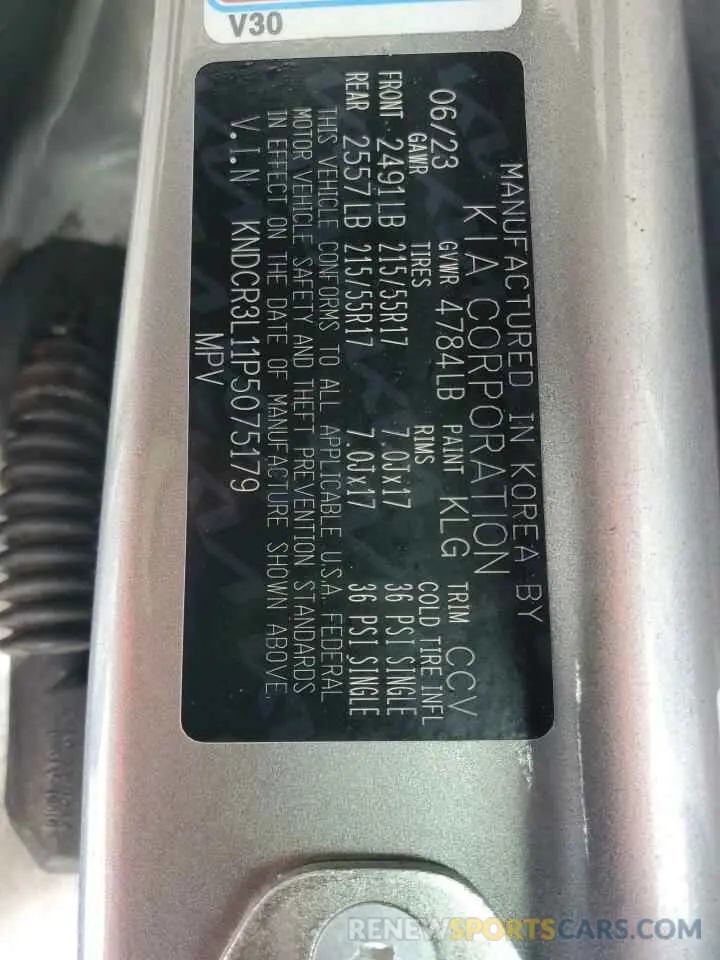 V30
MANUFACTURED IN KOREA BY
KIA CORPORATION
06/23 GVWR 4784LB PAINT KLG TRIM CCV
GAWR TIRES RIMS COLD TIRE INFL
FRONT 2491LB 215/55R17 7.0Jx17 36 PSI SINGLE
REAR 2557LB 215/55R17 7.0Jx17 36 PSI SINGLE
THIS VEHICLE CONFORMS TO ALL APPLICABLE U.S.A. FEDERAL
MOTOR VEHICLE SAFETY AND THEFT PREVENTION STANDARDS
IN EFFECT ON THE DATE OF MANUFACTURE SHOWN ABOVE.
V.I.N KNDCR3L11P5075179
MPV
RENEWSPORTSCARS.COM